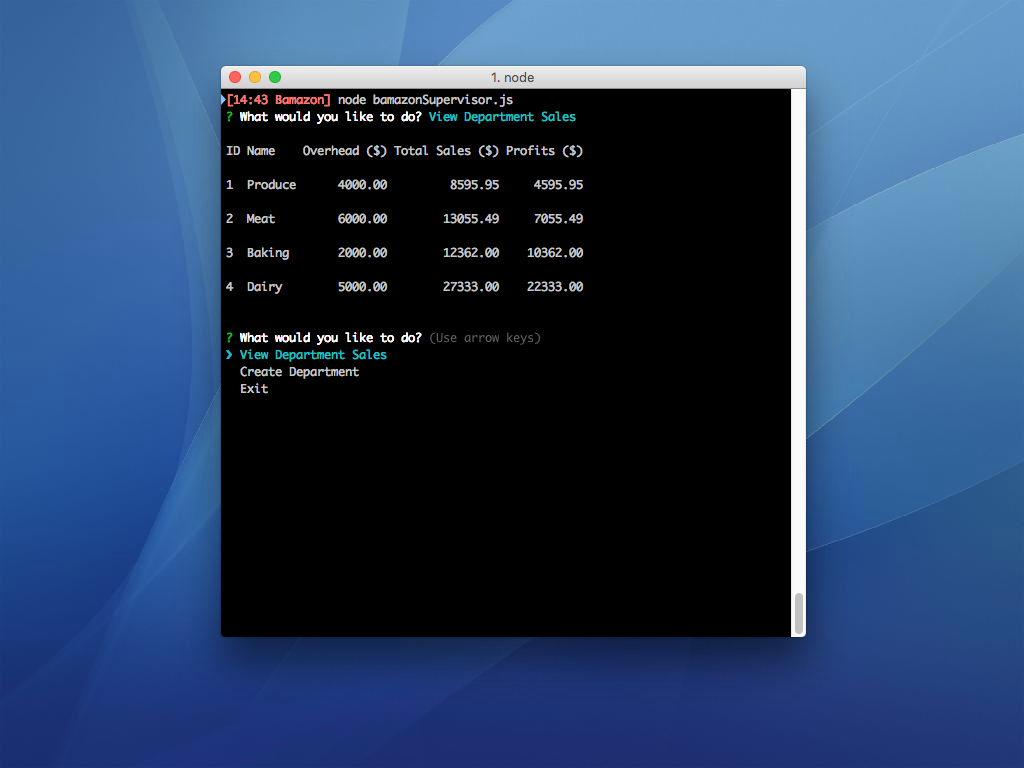 1. node
[14:43 Bamazon] node bamazonSupervisor.js
? What would you like to do? View Department Sales
ID Name    Overhead ($) Total Sales ($) Profits ($)
1  Produce      4000.00         8595.95     4595.95
2  Meat         6000.00        13055.49     7055.49
3  Baking       2000.00        12362.00    10362.00
4  Dairy        5000.00        27333.00    22333.00
? What would you like to do? (Use arrow keys)
❯ View Department Sales
  Create Department
  Exit